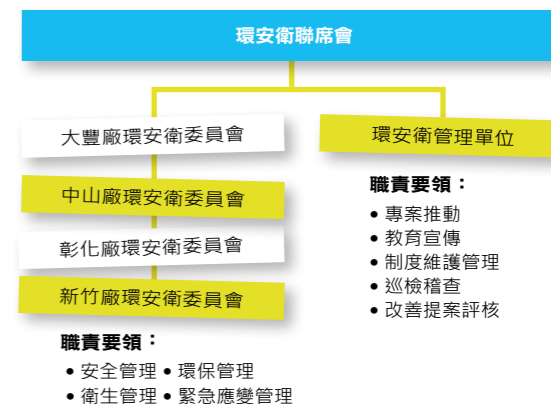 環安衛聯席會
大豐廠環安衛委員會
中山廠環安衛委員會
彰化廠環安衛委員會
新竹廠環安衛委員會
職責要領：
• 安全管理 • 環保管理
• 衛生管理 • 緊急應變管理
環安衛管理單位
職責要領：
• 專案推動
• 教育宣傳
• 制度維護管理
• 巡檢稽查
• 改善提案評核